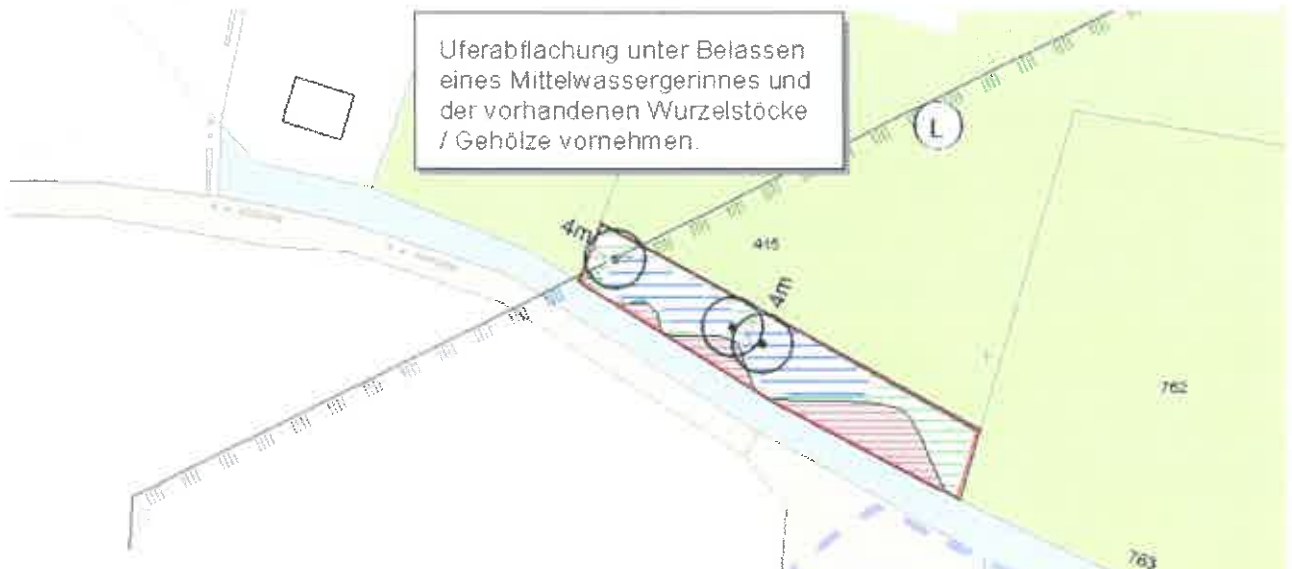 Uferabflachung unter Belassen
eines Mittelwassergerinnes und
der vorhandenen Wurzelstöcke
/ Gehölze vornehmen.
L
4m
415
4m
762
763